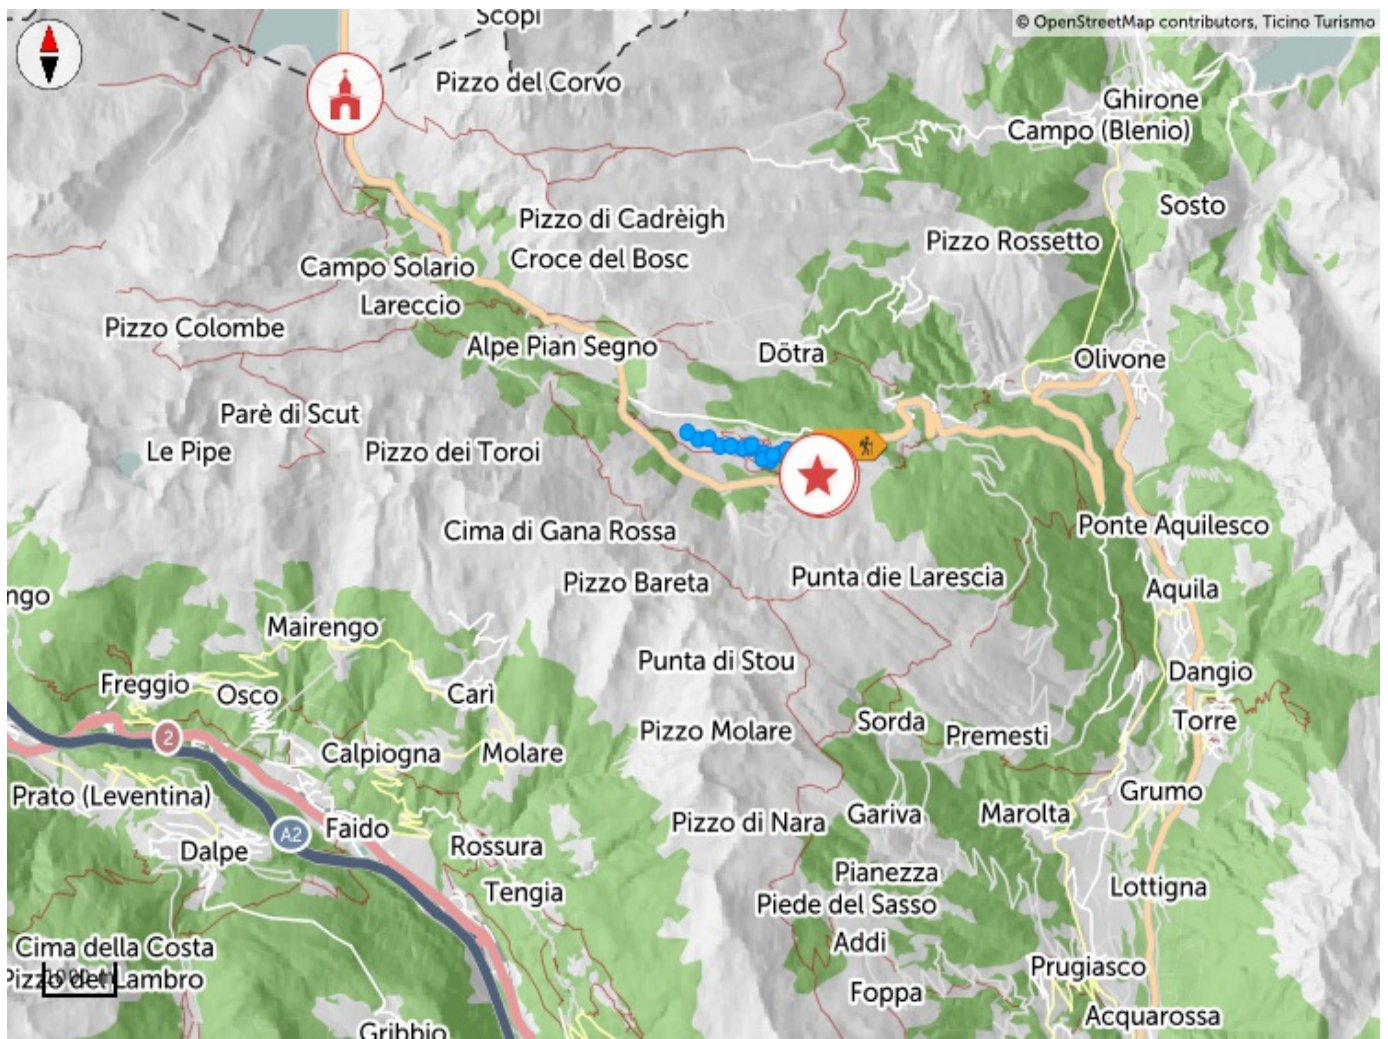 Scopi
© OpenStreetMap contributors, Ticino Turismo
Pizzo del Corvo
Ghirone
Campo (Blenio)
Sosto
Pizzo di Cadrèigh
Pizzo Rossetto
Croce del Bosc
Campo Solario
Lareccio
Pizzo Colombe
Alpe Pian Segno
Dötra
Olivone
Parè di Scut
Le Pipe
Pizzo dei Toroi
Cima di Gana Rossa
Ponte Aquilesco
Pizzo Bareta
Punta die Larescia
Aquila
ngo
Mairengo
Punta di Stou
Dangio
Freggio
Osco
Carì
Sorda
Torre
2
Pizzo Molare
Premesti
Calpiogna
Molare
Prato (Leventina)
Grumo
Pizzo di Nara
Gariva
Marolta
A2
Faido
Dalpe
Rossura
Pianezza
Lottigna
Tengia
Piede del Sasso
Cima della Costa
Addi
Pizzo del Lambro
1000 m
Prugiasco
Foppa
Acquarossa
Gribbio